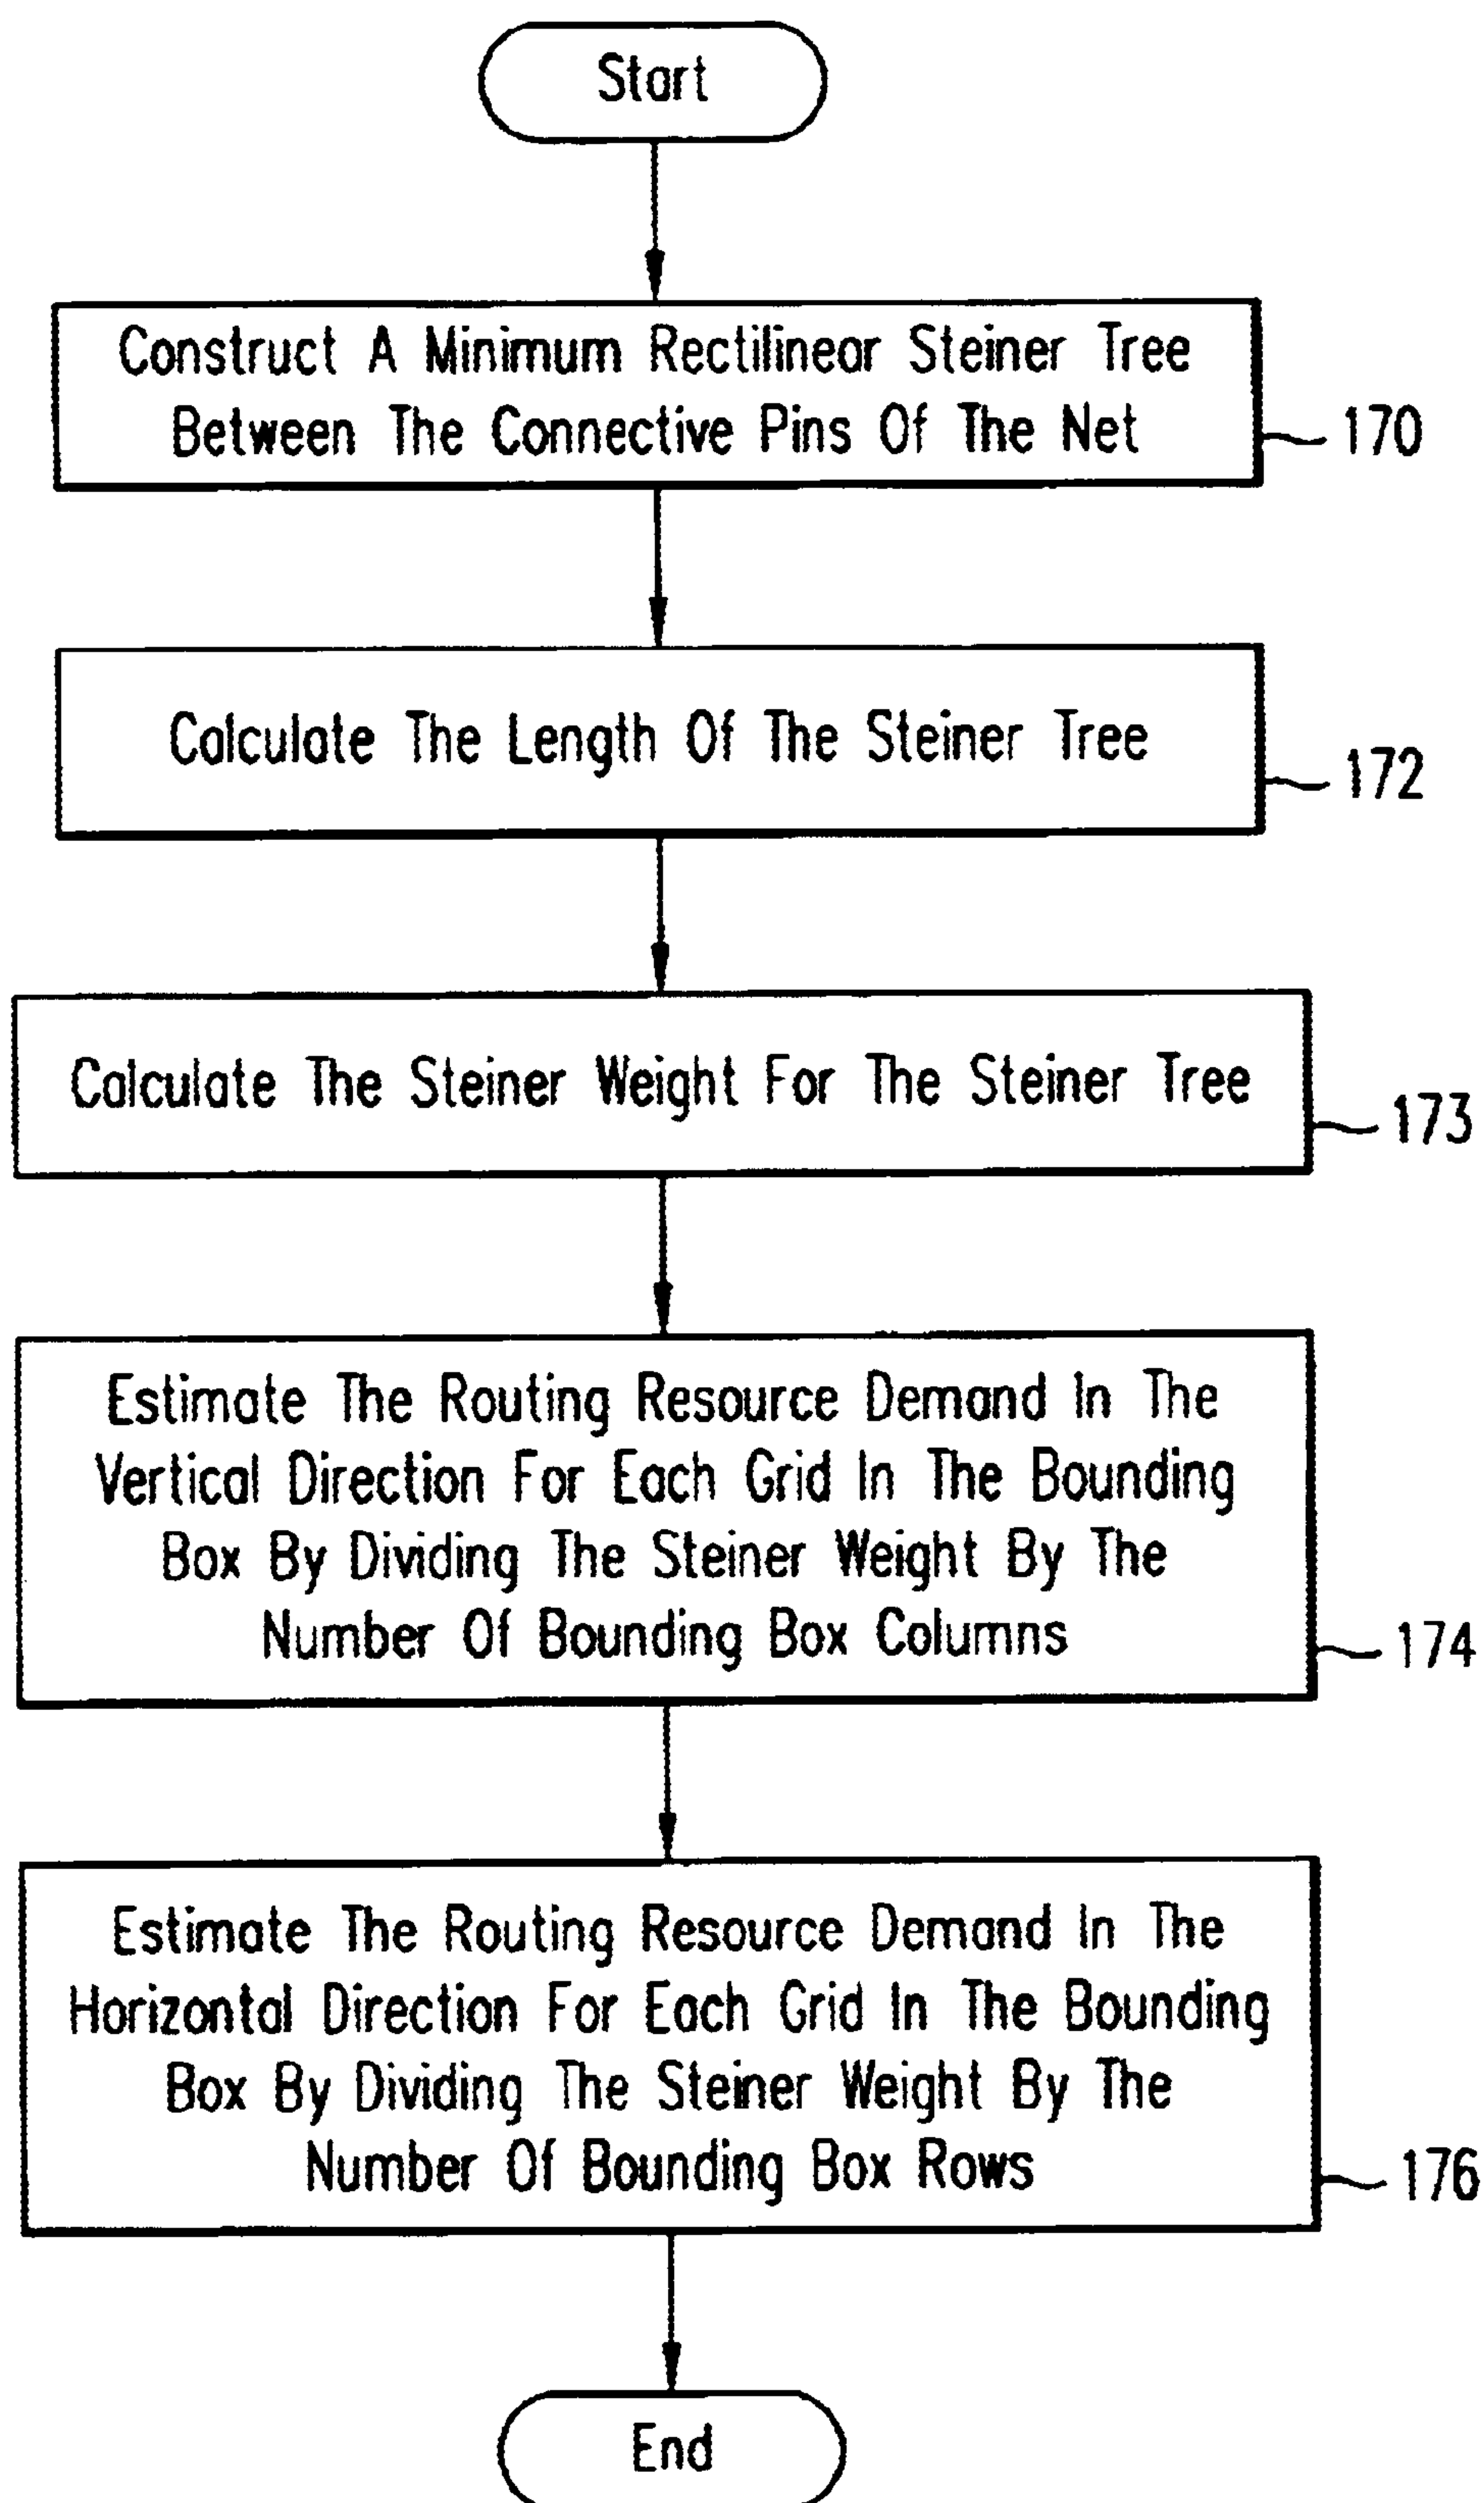 Start
Construct A Minimum Rectilinear Steiner Tree
Between The Connective Pins Of The Net
170
Calculate The Length Of The Steiner Tree
172
Calculate The Steiner Weight For The Steiner Tree
173
Estimate The Routing Resource Demand In The
Vertical Direction For Each Grid In The Bounding
Box By Dividing The Steiner Weight By The
Number Of Bounding Box Columns
174
Estimate The Routing Resource Demand In The
Horizontal Direction For Each Grid In The Bounding
Box By Dividing The Steiner Weight By The
Number Of Bounding Box Rows
176
End